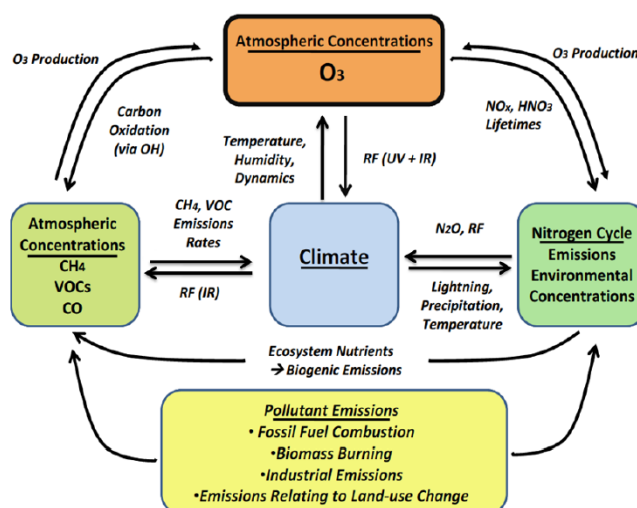 Atmospheric Concentrations
O3
O3 Production
O3 Production
Carbon
Oxidation
(via OH)
NOx, HNO3
Lifetimes
Temperature,
Humidity,
Dynamics
RF (UV + IR)
Atmospheric
Concentrations
CH4
VOCs
CO
CH4, VOC
Emissions
Rates
RF (IR)
Climate
N2O, RF
Lightning,
Precipitation,
Temperature
Nitrogen Cycle
Emissions
Environmental
Concentrations
Ecosystem Nutrients
→Biogenic Emissions
Pollutant Emissions
• Fossil Fuel Combustion
•Biomass Burning
•Industrial Emissions
•Emissions Relating to Land-use Change